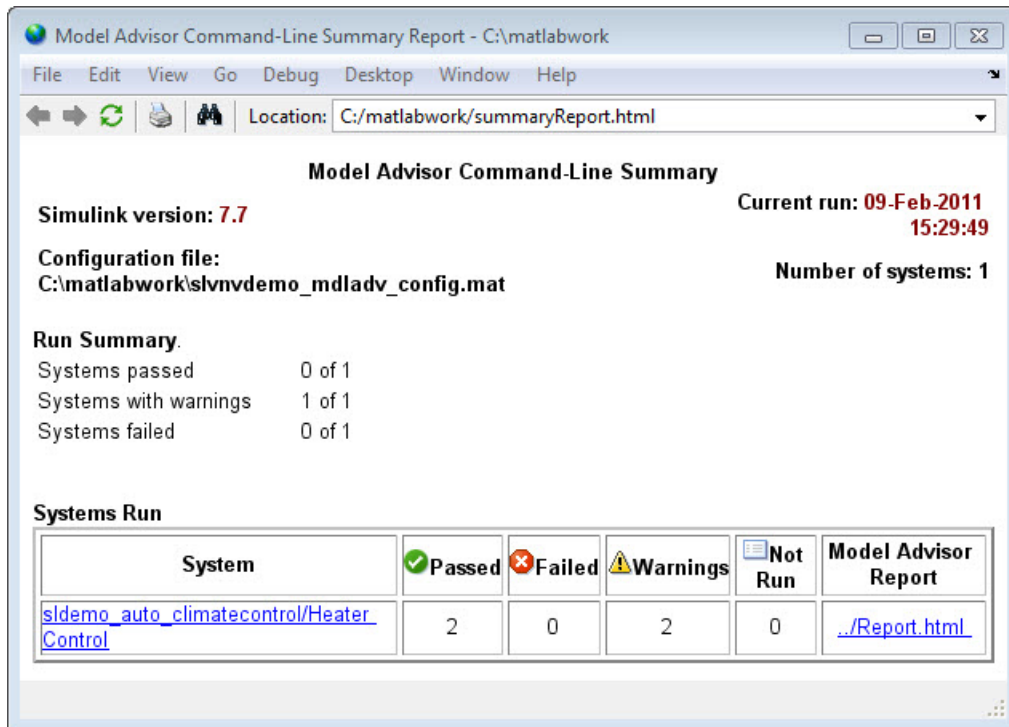 Model Advisor Command-Line Summary Report - C:\matlabwork
File Edit View Go Debug Desktop Window Help
Location: C:/matlabwork/summaryReport.html
Model Advisor Command-Line Summary
Simulink version: 7.7
Current run: 09-Feb-2011
15:29:49
Configuration file:
C:\matlabwork\slvnvdemo_mdladv_config.mat
Number of systems: 1
Run Summary.
Systems passed 0 of 1
Systems with warnings 1 of 1
Systems failed 0 of 1
Systems Run
System Passed Failed Warnings Not Run Model Advisor Report
sldemo_auto_climatecontrol/Heater
Control
2 0 2 0 ../Report.html